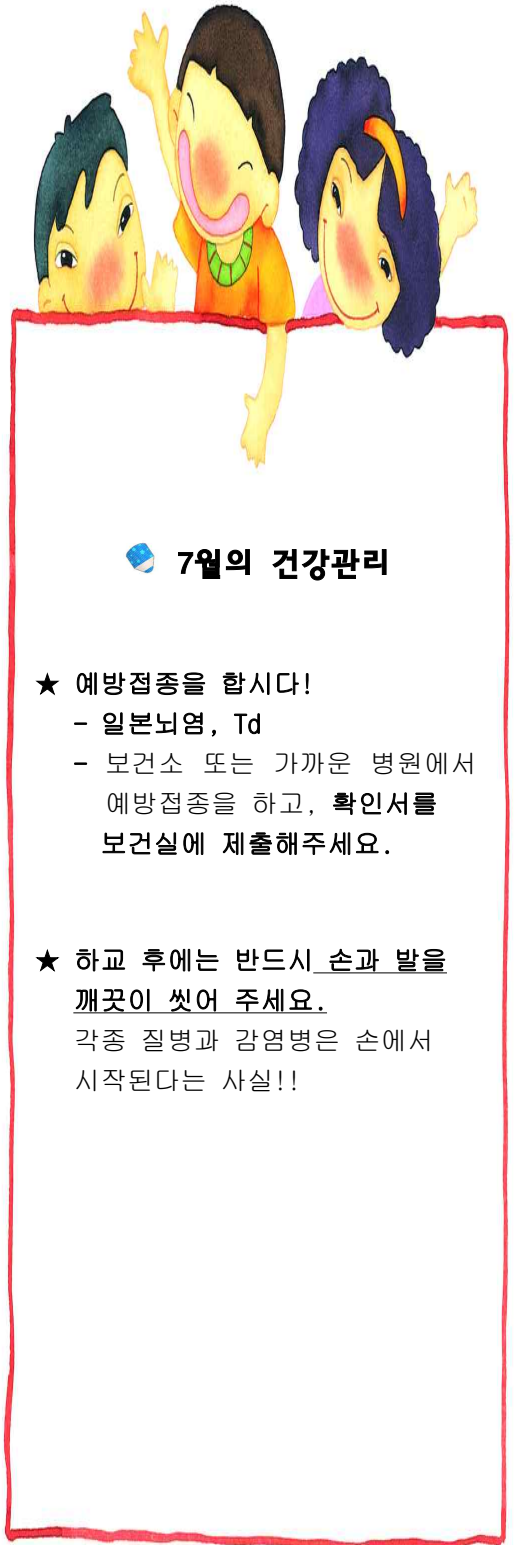 7월의 건강관리
★ 예방접종을 합시다!
- 일본뇌염, Td
- 보건소 또는 가까운 병원에서
예방접종을 하고, 확인서를
보건실에 제출해주세요.
★ 하교 후에는 반드시 손과 발을
깨끗이 씻어 주세요.
각종 질병과 감염병은 손에서
시작된다는 사실!!